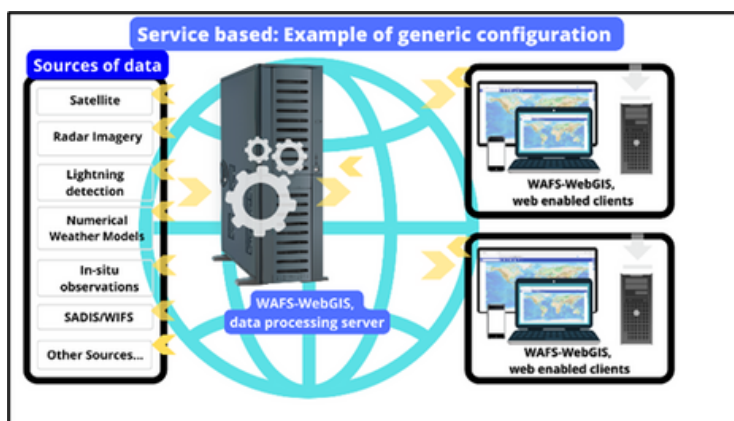 Service based: Example of generic configuration
Sources of data
Satellite
Radar Imagery
Lightning
detection
Numerical
Weather Models
In-situ
observations
SADIS/WIFS
Other Sources...
WAFS-WebGIS,
data processing server
WAFS-WebGIS,
web enabled clients
WAFS-WebGIS,
web enabled clients